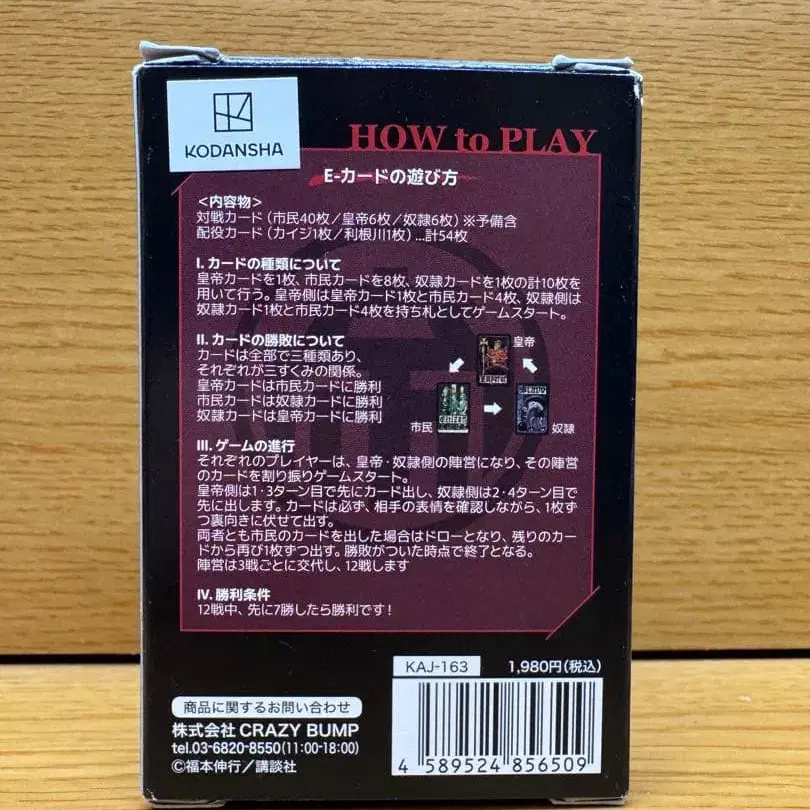 KODANSHA
HOW to PLAY
E-カードの遊び方
<内容物>
対戦カード(市民40枚/皇帝6枚/奴隷6枚)※予備含
配役カード(カイジ1枚/利根川1枚)…計54枚
I. カードの種類について
皇帝カードを1枚、市民カードを8枚、奴隷カードを1枚の計10枚を
用いて行う。皇帝側は皇帝カード1枚と市民カード4枚、奴隷側は
奴隷カード1枚と市民カード4枚を持ち札としてゲームスタート。
II. カードの勝敗について
カードは全部で三種類あり、
それぞれが三すくみの関係。
皇帝カードは市民カードに勝利
市民カードは奴隷カードに勝利
奴隷カードは皇帝カードに勝利
皇帝
市民
奴隷
III. ゲームの進行
それぞれのプレイヤーは、皇帝・奴隷側の陣営になり、その陣営
のカードを割り振りゲームスタート。
皇帝側は1・3ターン目で先にカード出し、奴隷側は2・4ターン目で
先に出します。カードは必ず、相手の表情を確認しながら、1枚ず
つ裏向きに伏せて出す。
両者とも市民のカードを出した場合はドローとなり、残りのカー
ドから再び1枚ずつ出す。勝敗がついた時点で終了となる。
陣営は3戦ごとに交代し、12戦します
IV. 勝利条件
12戦中、先に7勝したら勝利です!
KAJ-163
1,980円(税込)
商品に関するお問い合わせ
株式会社 CRAZY BUMP
tel.03-6820-8550(11:00-18:00)
©福本伸行/講談社
4 589524 856509